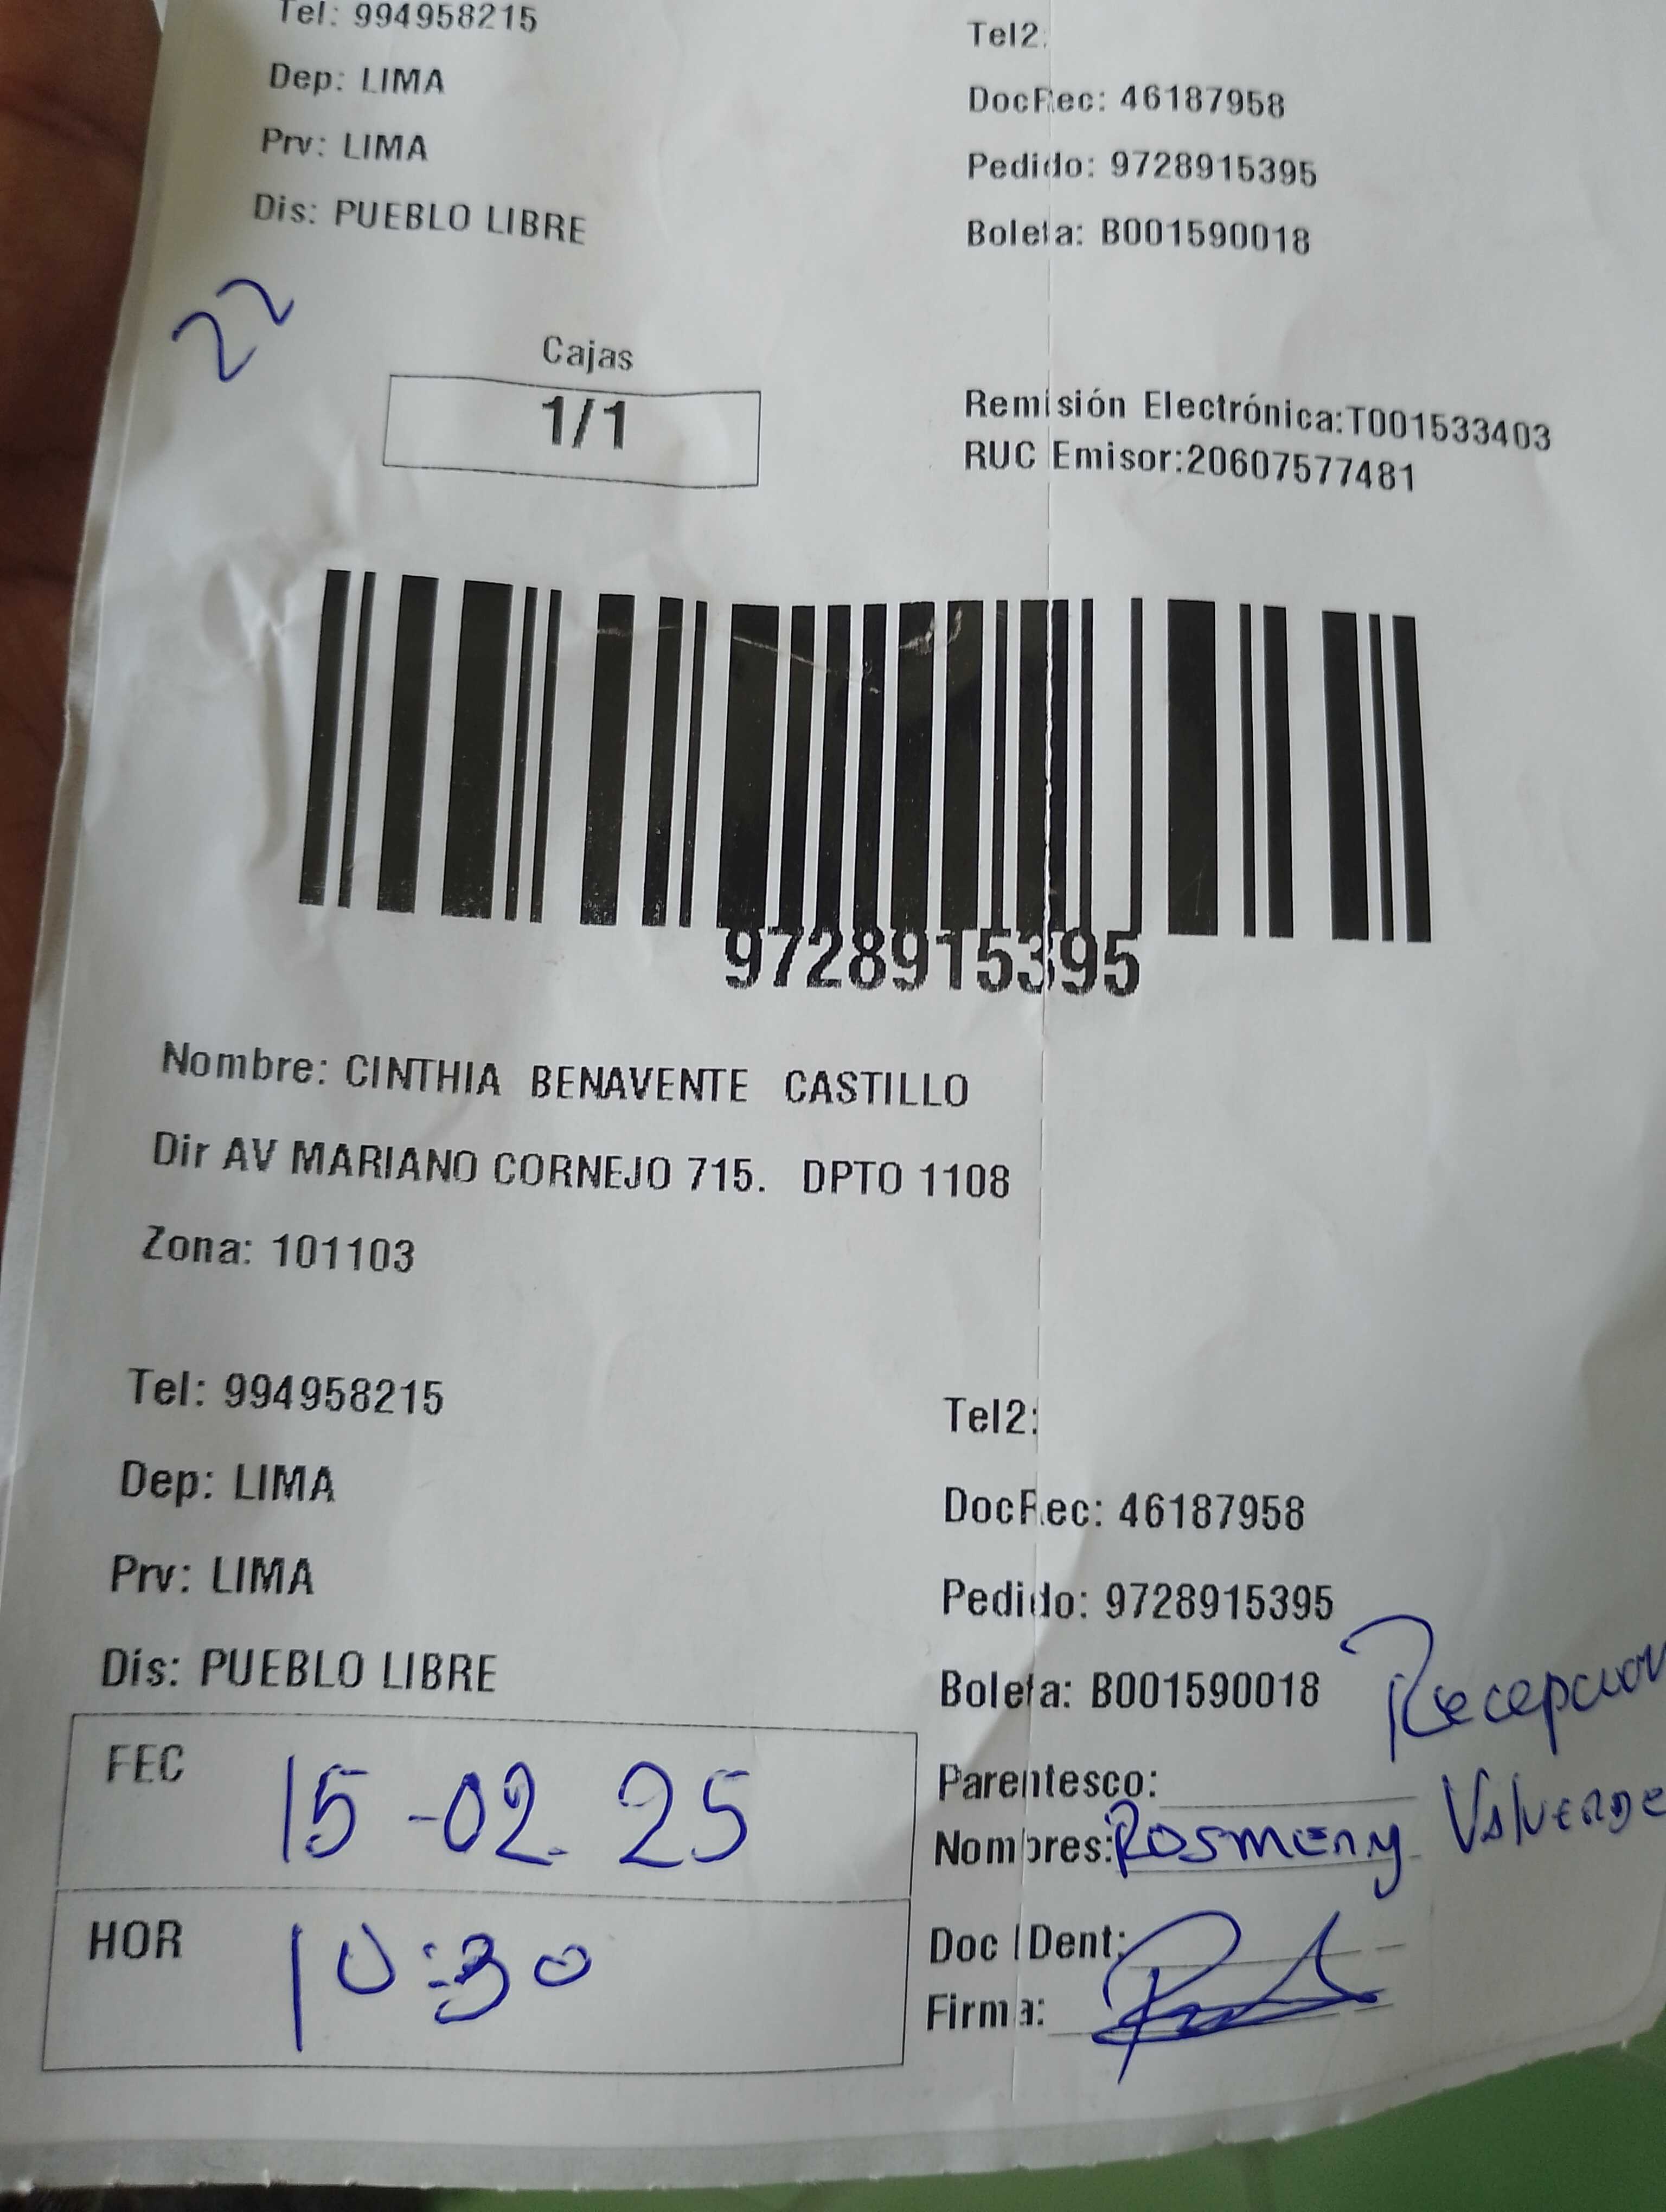 Tel: 994958215
Tel2:
Dep: LIMA
DocRec: 46187958
Prv: LIMA
Pedido: 9728915395
Dis: PUEBLO LIBRE
Boleta: B001590018
22
Cajas
1/1
Remisión Electrónica:T001533403
RUC Emisor:20607577481
9728915395
Nombre: CINTHIA BENAVENTE CASTILLO
Dir AV MARIANO CORNEJO 715. DPTO 1108
Zona: 101103
Tel: 994958215
Tel2:
Dep: LIMA
DocRec: 46187958
Prv: LIMA
Pedido: 9728915395
Dis: PUEBLO LIBRE
Boleta: B001590018
Recepcion
FEC 15-02.25
Parentesco:
Nombres: Rosmery Valverde
HOR 10:30
Doc IDent:
Firma: